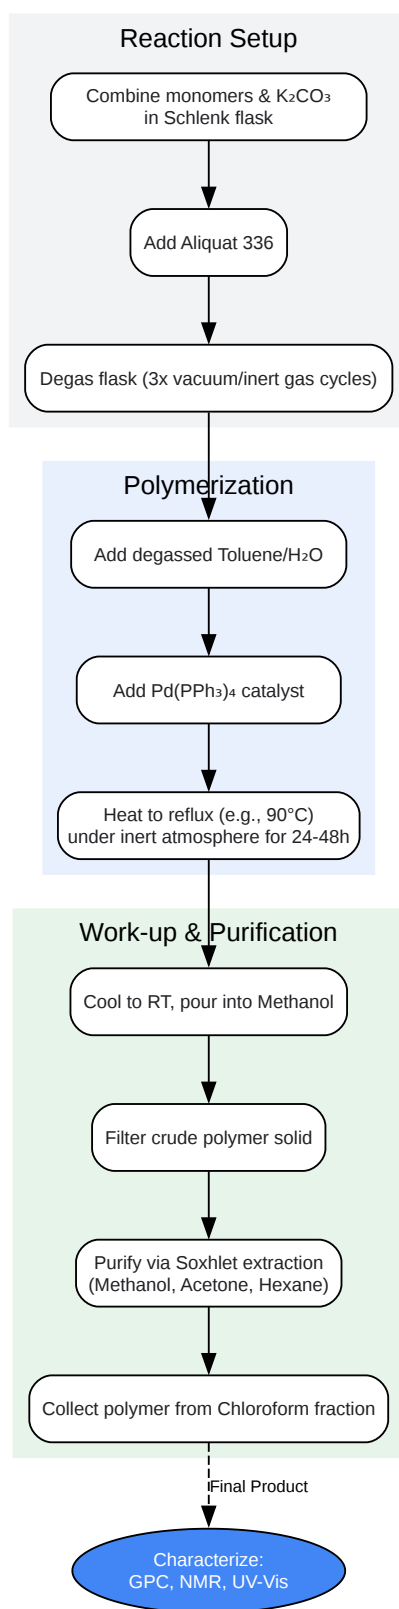 Reaction Setup
Combine monomers & K₂CO₃
in Schlenk flask
Add Aliquat 336
Degas flask (3x vacuum/inert gas cycles)
Polymerization
Add degassed Toluene/H₂O
Add Pd(PPh₃)₄ catalyst
Heat to reflux (e.g., 90°C)
under inert atmosphere for 24-48h
Work-up & Purification
Cool to RT, pour into Methanol
Filter crude polymer solid
Purify via Soxhlet extraction
(Methanol, Acetone, Hexane)
Collect polymer from Chloroform fraction
Final Product
Characterize:
GPC, NMR, UV-Vis